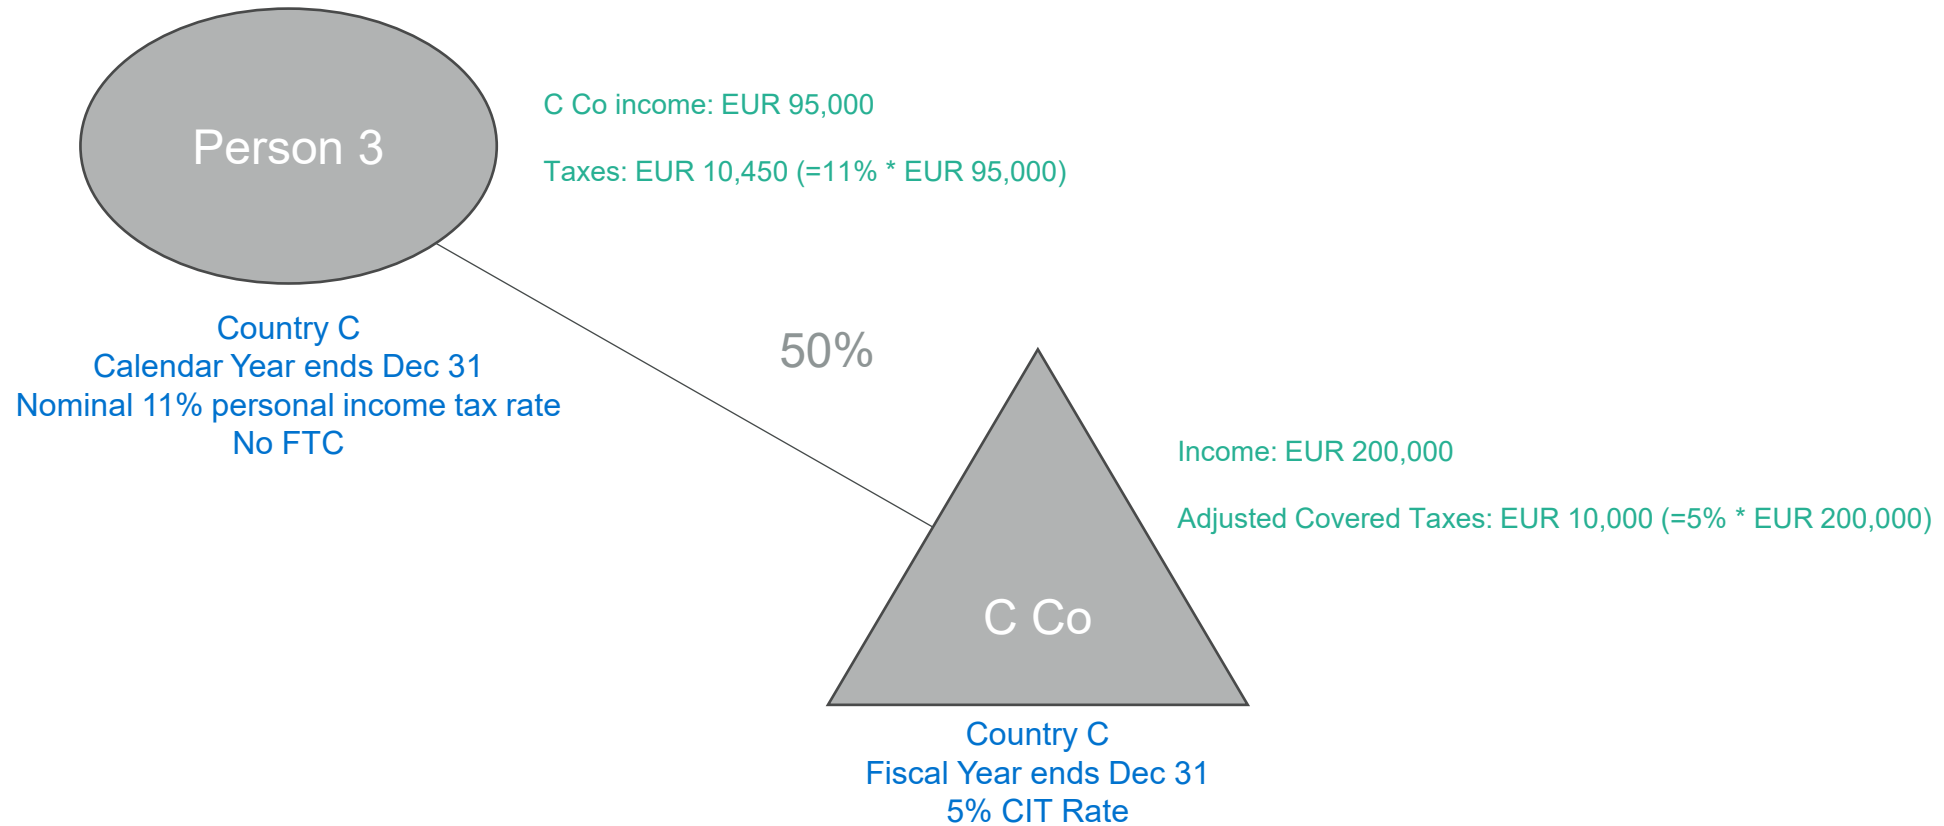 Person 3
C Co income: EUR 95,000
Taxes: EUR 10,450 (=11% * EUR 95,000)
Country C
Calendar Year ends Dec 31
Nominal 11% personal income tax rate
No FTC
50%
Income: EUR 200,000
Adjusted Covered Taxes: EUR 10,000 (=5% * EUR 200,000)
C Co
Country C
Fiscal Year ends Dec 31
5% CIT Rate